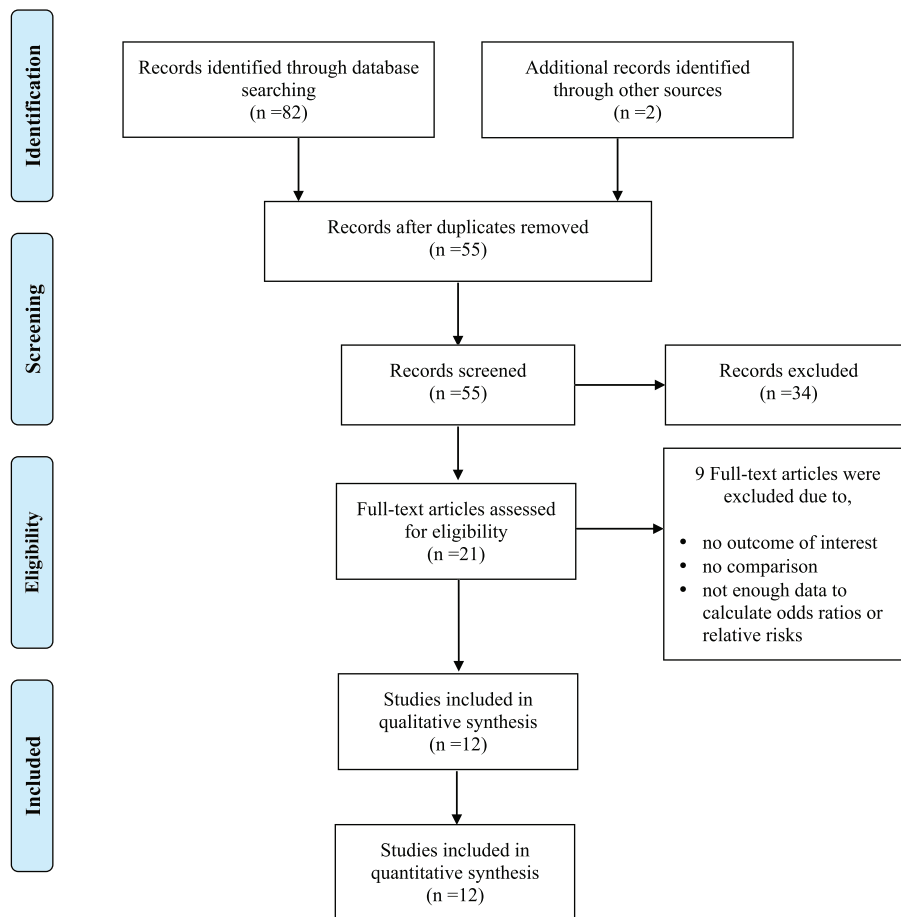 Identification
Records identified through database
searching
(n =82)
Additional records identified
through other sources
(n =2)
Records after duplicates removed
(n =55)
Screening
Records screened
(n =55)
Records excluded
(n =34)
Eligibility
Full-text articles assessed
for eligibility
(n =21)
9 Full-text articles were
excluded due to,
• no outcome of interest
• no comparison
• not enough data to
calculate odds ratios or
relative risks
Included
Studies included in
qualitative synthesis
(n =12)
Studies included in
quantitative synthesis
(n =12)